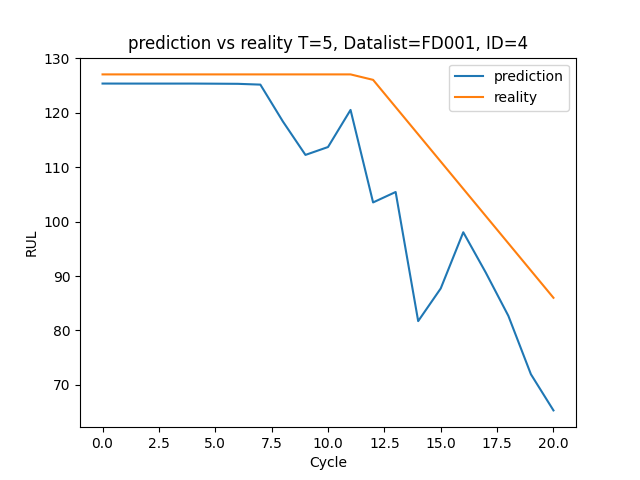 prediction vs reality T=5, Datalist=FD001, ID=4
prediction
reality
130
120
110
100
90
80
70
RUL
0.0 2.5 5.0 7.5 10.0 12.5 15.0 17.5 20.0
Cycle